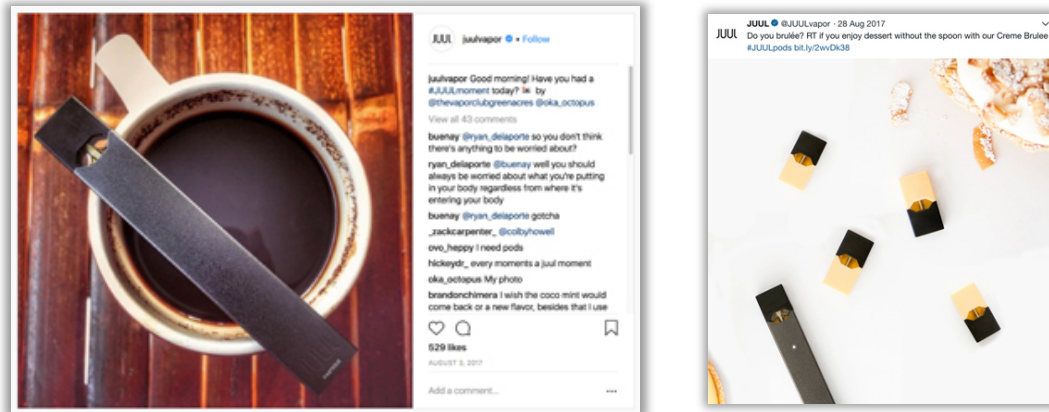 JUUL juulvapor • Follow
juulvapor Good morning! Have you had a
#JUULmoment today? by
@thevaporclubgreenacres @oka_octopus
View all 43 comments
buenay @ryan_delaporte so you don't think
there's anything to be worried about?
ryan_delaporte @buenay well you should
always be worried about what you're putting
in your body regardless from where it's
entering your body
buenay @ryan_delaporte gotcha
_zackcarpenter_ @colbyhowell
ovo_heppy I need pods
hickeydr_ every moments a juul moment
oka_octopus My photo
brandonchimera I wish the coco mint would
come back or a new flavor, besides that I use
529 likes
AUGUST 3, 2017
Add a comment...
JUUL
JUUL
JUUL @JUULvapor · 28 Aug 2017
Do you brulée? RT if you enjoy dessert without the spoon with our Creme Brulee
#JUULpods bit.ly/2wvDk38